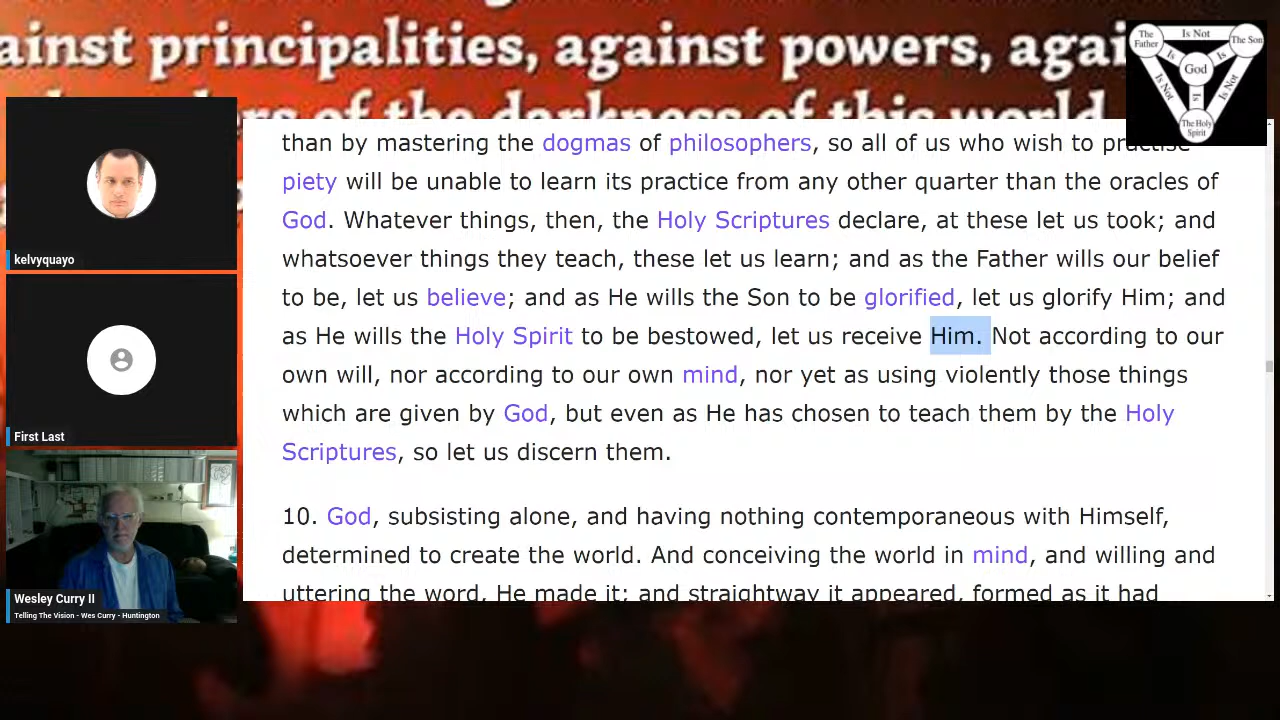 ainst principalities, against powers, agai
of the darkness of this world
The Father
Is Not
The Son
Is
Is
God
Is Not
Is
Is Not
The Holy Spirit
than by mastering the dogmas of philosophers, so all of us who wish to practise
piety will be unable to learn its practice from any other quarter than the oracles of
God. Whatever things, then, the Holy Scriptures declare, at these let us took; and
whatsoever things they teach, these let us learn; and as the Father wills our belief
to be, let us believe; and as He wills the Son to be glorified, let us glorify Him; and
as He wills the Holy Spirit to be bestowed, let us receive Him. Not according to our
own will, nor according to our own mind, nor yet as using violently those things
which are given by God, but even as He has chosen to teach them by the Holy
Scriptures, so let us discern them.
10. God, subsisting alone, and having nothing contemporaneous with Himself,
determined to create the world. And conceiving the world in mind, and willing and
uttering the word, He made it; and straightway it appeared, formed as it had
kelvyquayo
First Last
Wesley Curry II
Telling The Vision - Wes Curry - Huntington